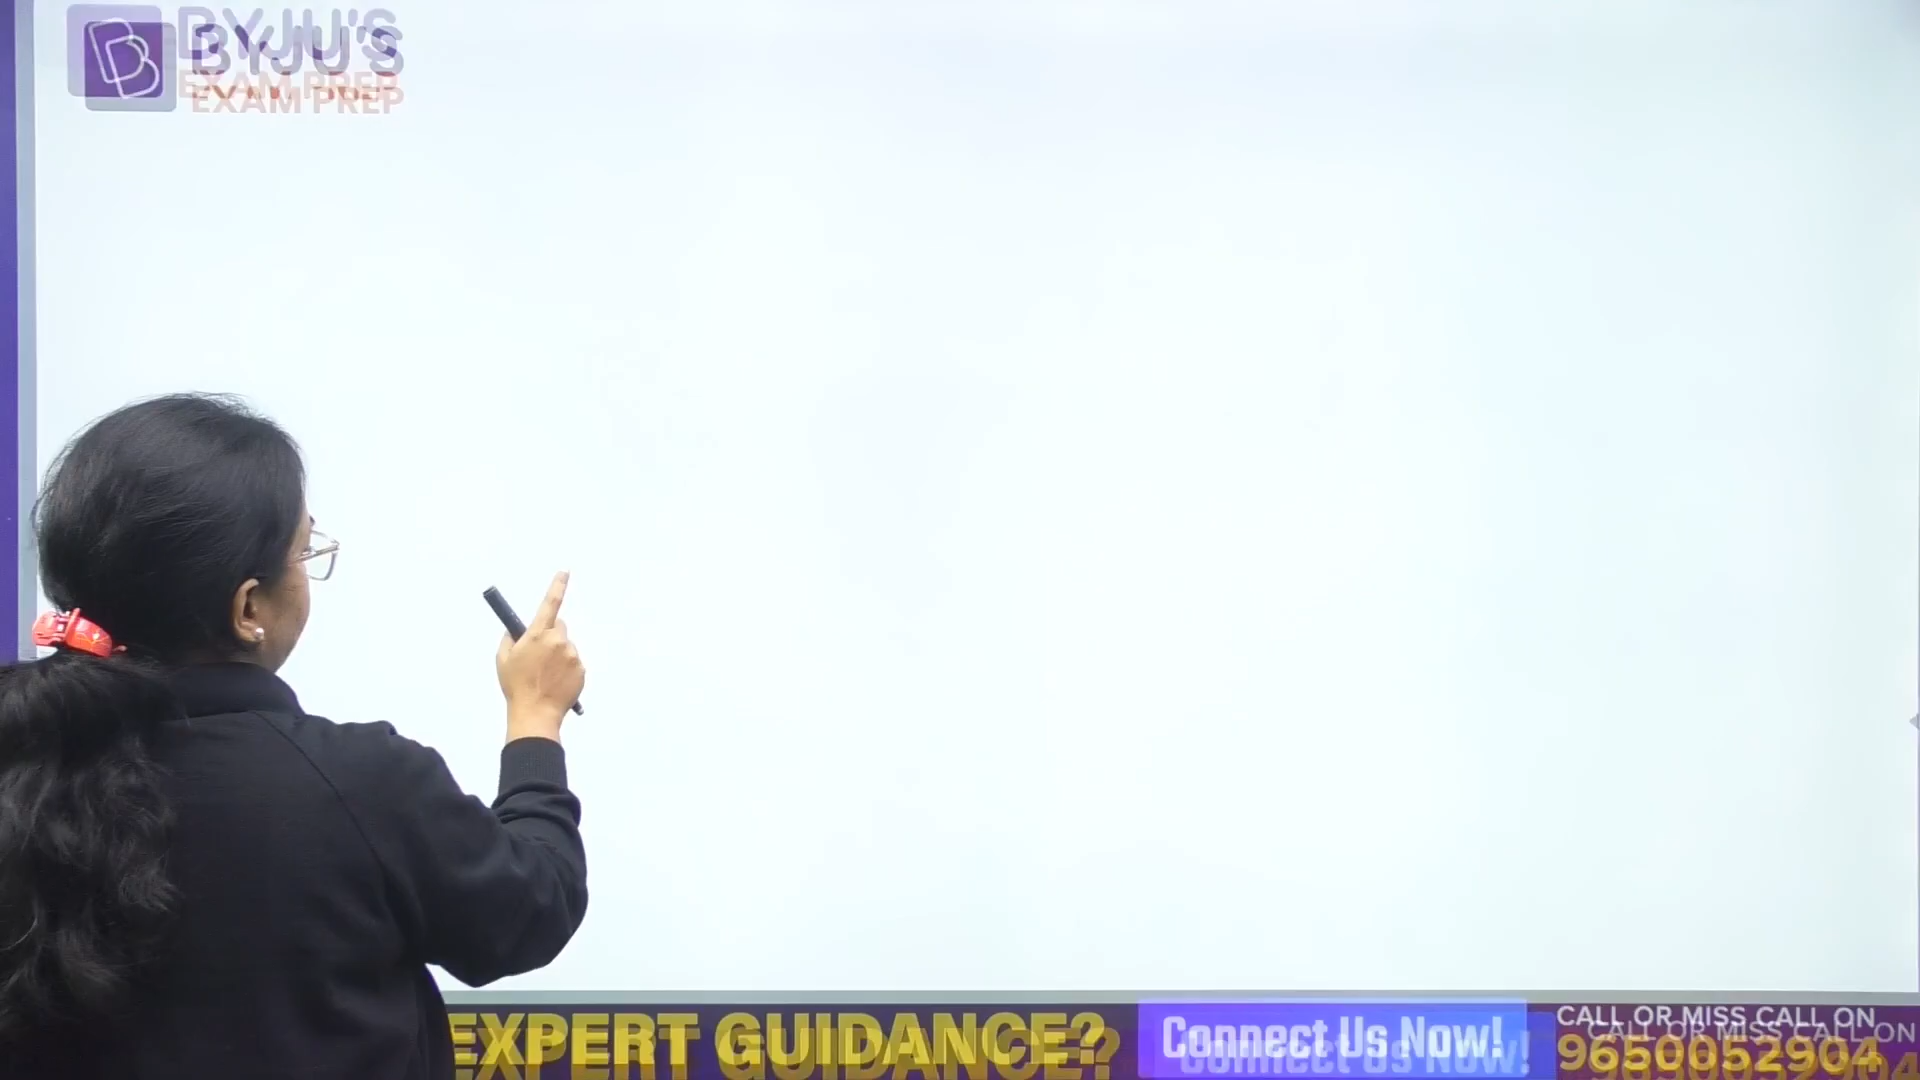 BYJU'S
EXAM PREP
EXPERT GUIDANCE?
Connect Us Now!
CALL OR MISS CALL ON
9650052904